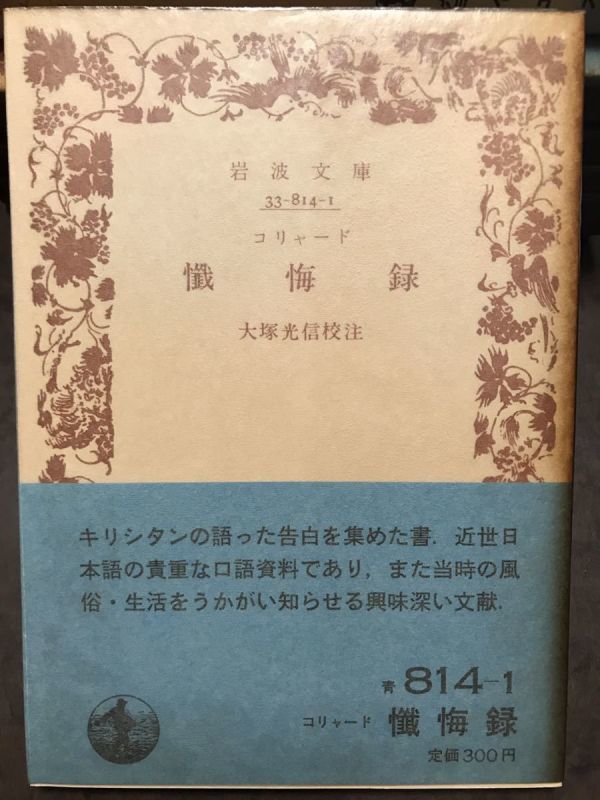 岩波文庫
33-814-1
コリャード
懺悔録
大塚光信校注
キリシタンの語った告白を集めた書．近世日
本語の貴重な口語資料であり，また当時の風
俗・生活をうかがい知らせる興味深い文献．
青 814-1
コリャード 懺悔録
定価300円